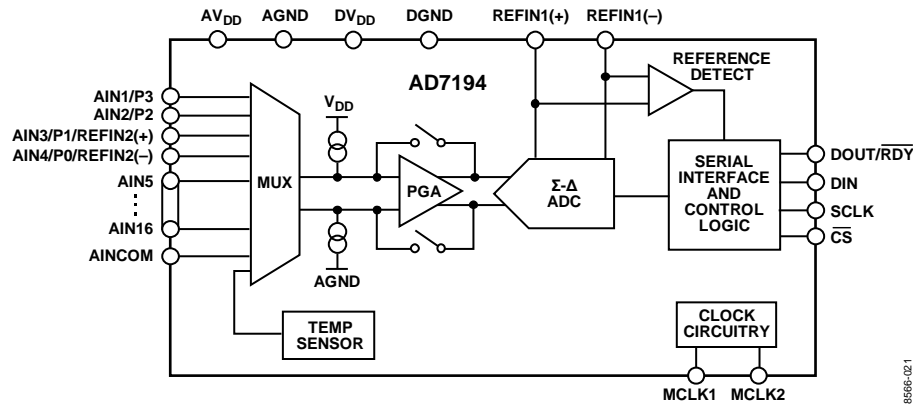 AVDD AGND DVDD DGND REFIN1(+) REFIN1(–)
AD7194
REFERENCE
DETECT
AIN1/P3
AIN2/P2
AIN3/P1/REFIN2(+)
AIN4/P0/REFIN2(–)
AIN5
AIN16
AINCOM
MUX
VDD
PGA
AGND
Σ-Δ
ADC
SERIAL
INTERFACE
AND
CONTROL
LOGIC
DOUT/RDY
DIN
SCLK
CS
TEMP
SENSOR
CLOCK
CIRCUITRY
MCLK1 MCLK2
8566-021